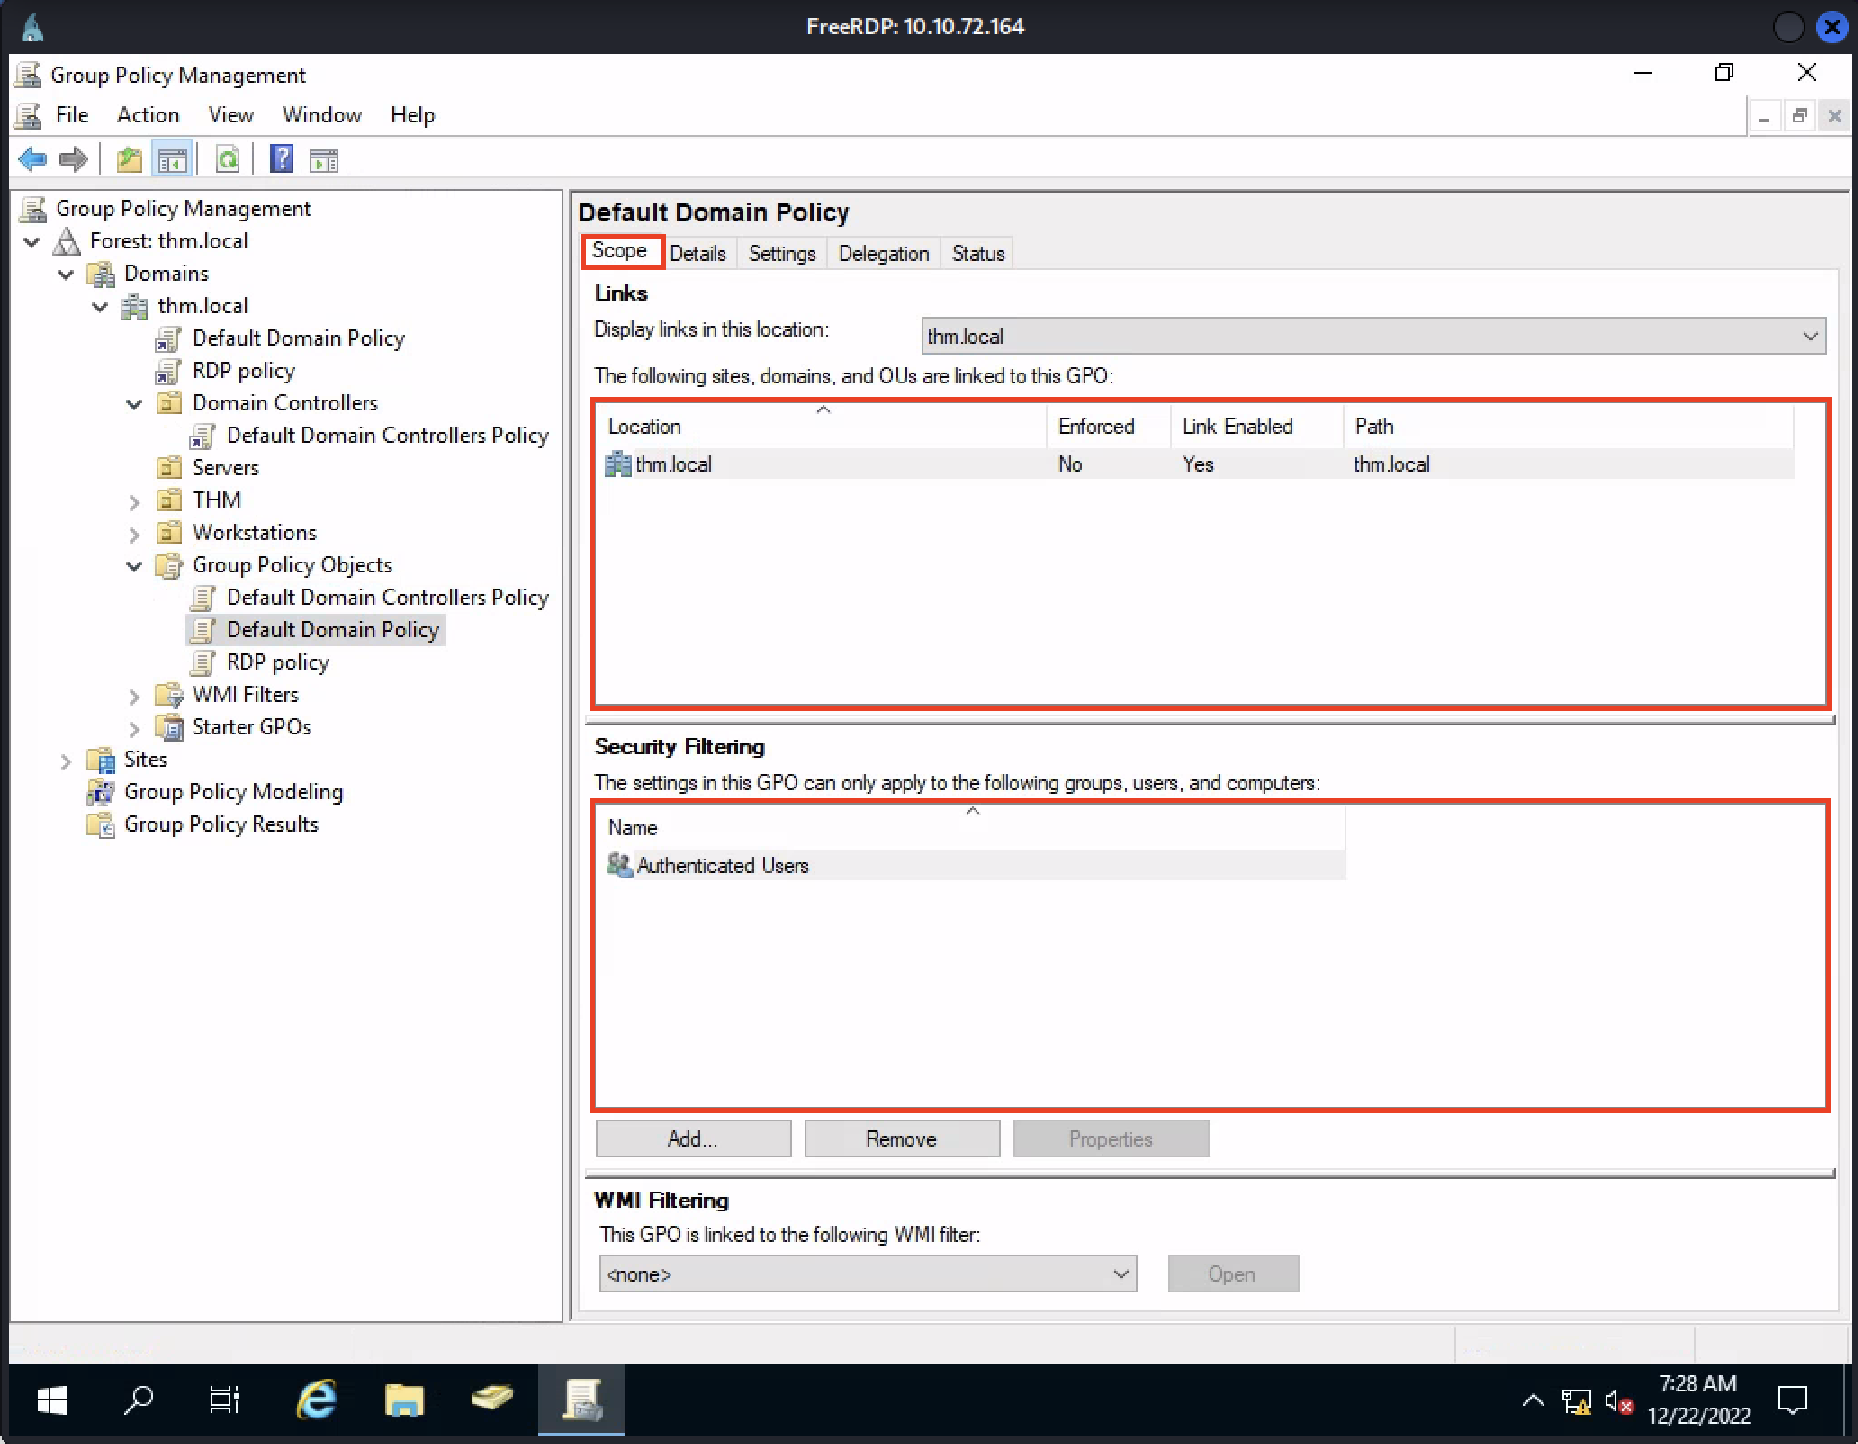 FreeRDP: 10.10.72.164
Group Policy Management
File Action View Window Help
Group Policy Management
Forest: thm.local
Domains
thm.local
Default Domain Policy
RDP policy
Domain Controllers
Default Domain Controllers Policy
Servers
THM
Workstations
Group Policy Objects
Default Domain Controllers Policy
Default Domain Policy
RDP policy
WMI Filters
Starter GPOs
Sites
Group Policy Modeling
Group Policy Results
Default Domain Policy
Scope Details Settings Delegation Status
Links
Display links in this location: thm.local
The following sites, domains, and OUs are linked to this GPO:
Location Enforced Link Enabled Path
thm.local No Yes thm.local
Security Filtering
The settings in this GPO can only apply to the following groups, users, and computers:
Name
Authenticated Users
Add... Remove Properties
WMI Filtering
This GPO is linked to the following WMI filter:
<none> Open
7:28 AM
12/22/2022